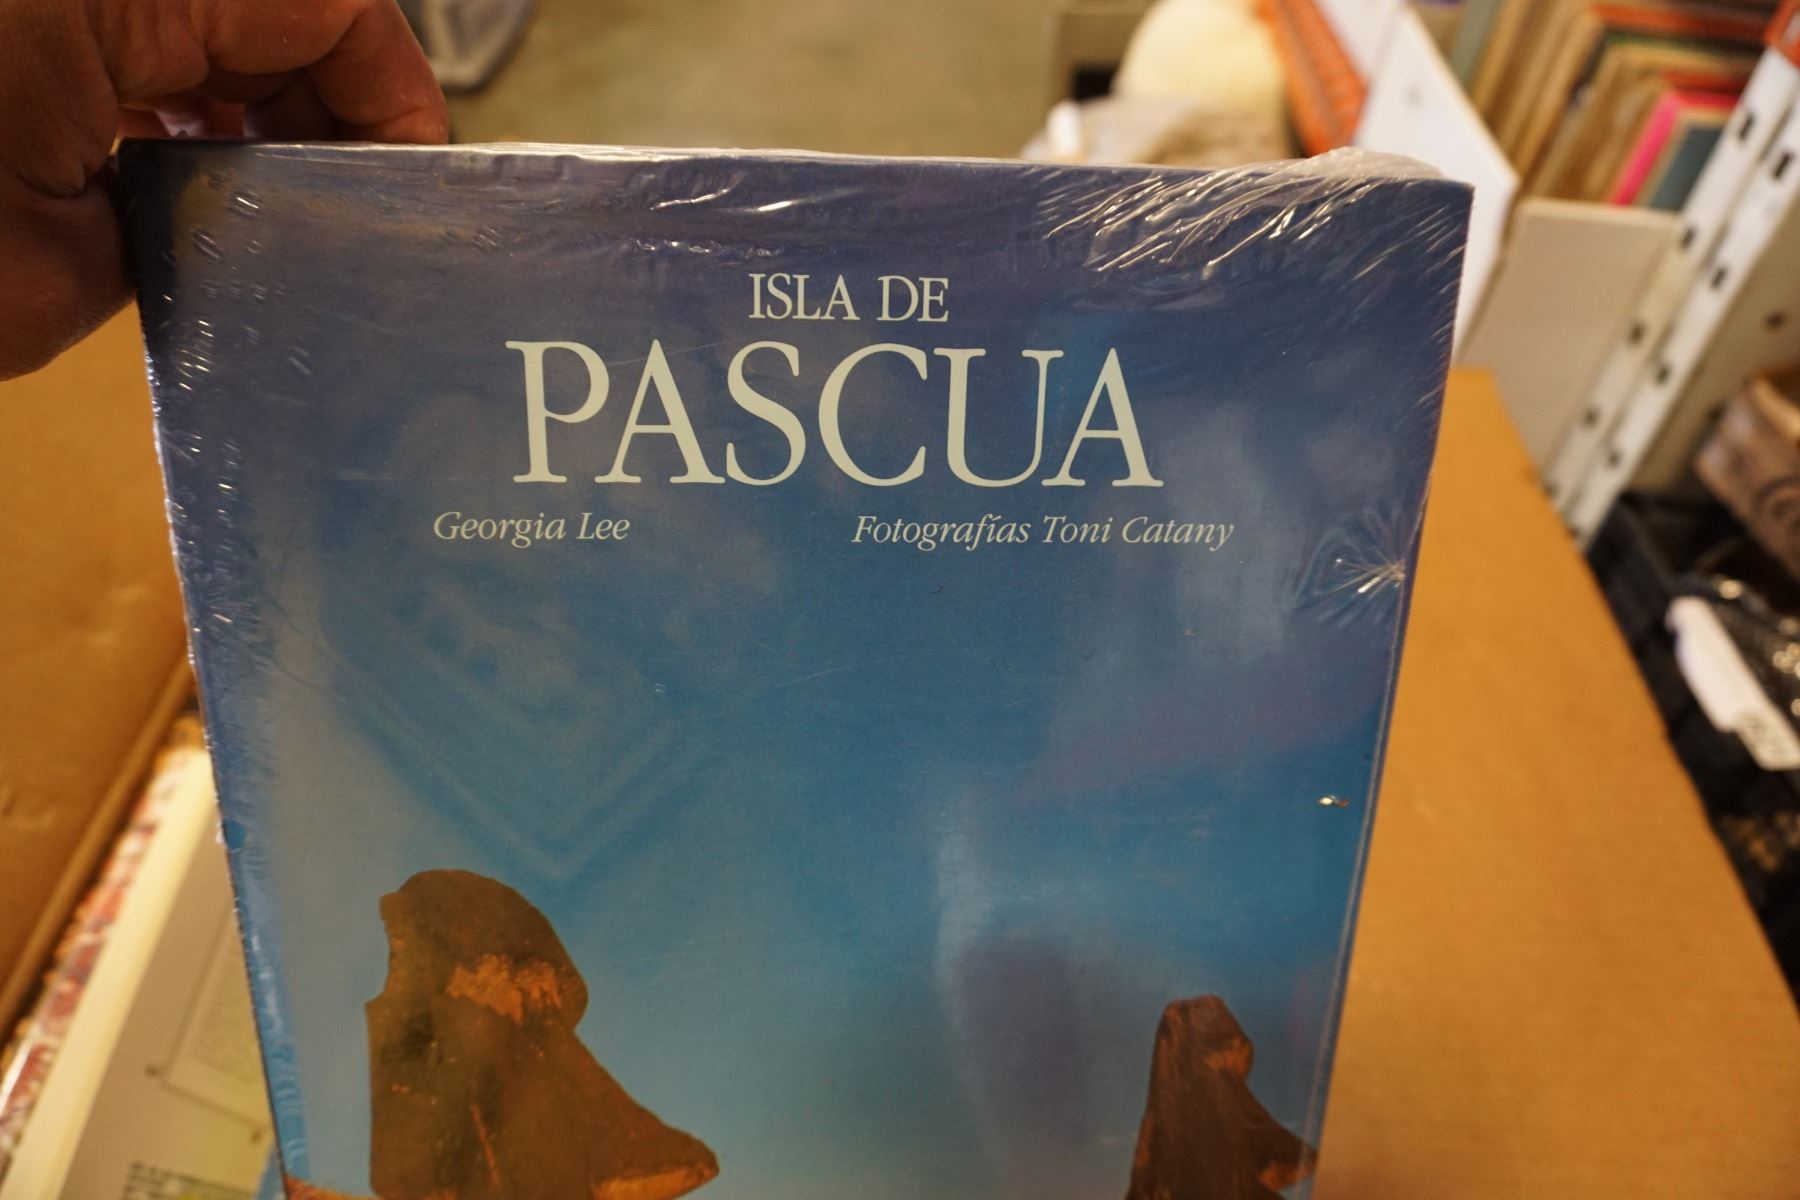 ISLA DE
PASCUA
Georgia Lee Fotografías Toni Catany